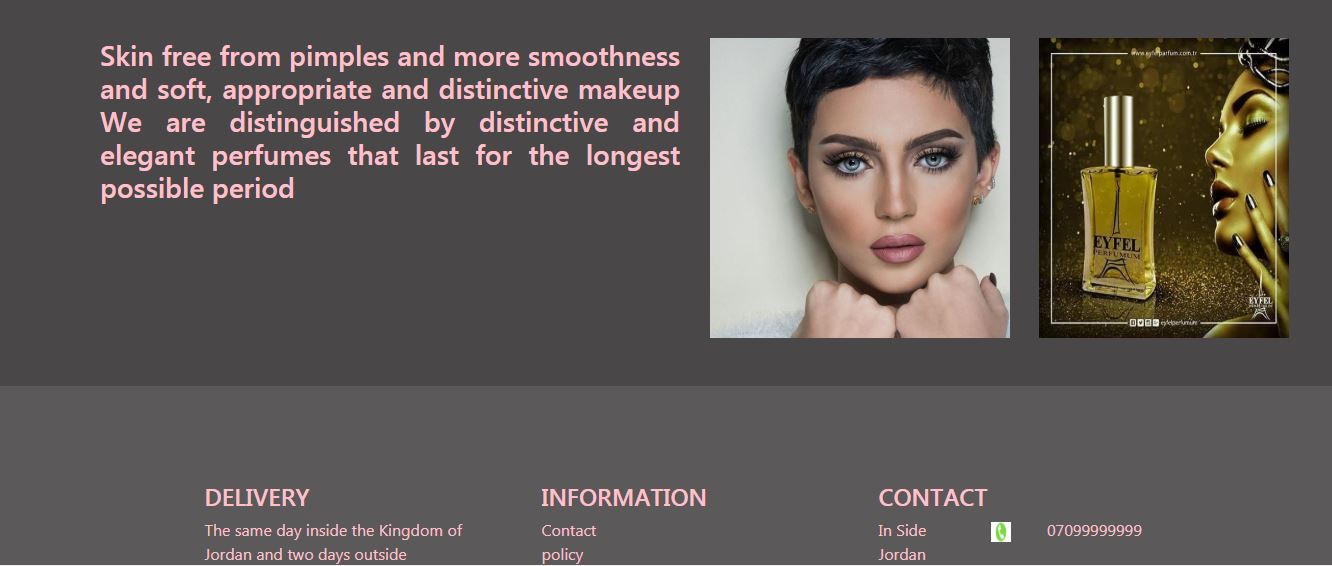 Skin free from pimples and more smoothness
and soft, appropriate and distinctive makeup
We are distinguished by distinctive and
elegant perfumes that last for the longest
possible period
www.eyfelparfum.com.tr
EYFEL
PERFUMUM
EYFEL
eyfelperfumum
DELIVERY
The same day inside the Kingdom of
Jordan and two days outside
INFORMATION
Contact
policy
CONTACT
In Side
Jordan
07099999999